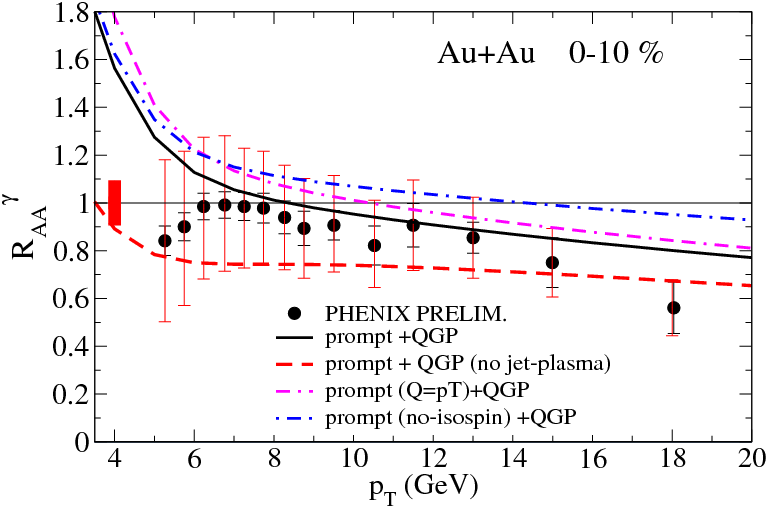 1.8
1.6
1.4
1.2
1
0.8
0.6
0.4
0.2
0
R_AA^γ
Au+Au 0-10 %
PHENIX PRELIM.
prompt +QGP
prompt + QGP (no jet-plasma)
prompt (Q=pT)+QGP
prompt (no-isospin) +QGP
4 6 8 10 12 14 16 18 20
p_T (GeV)